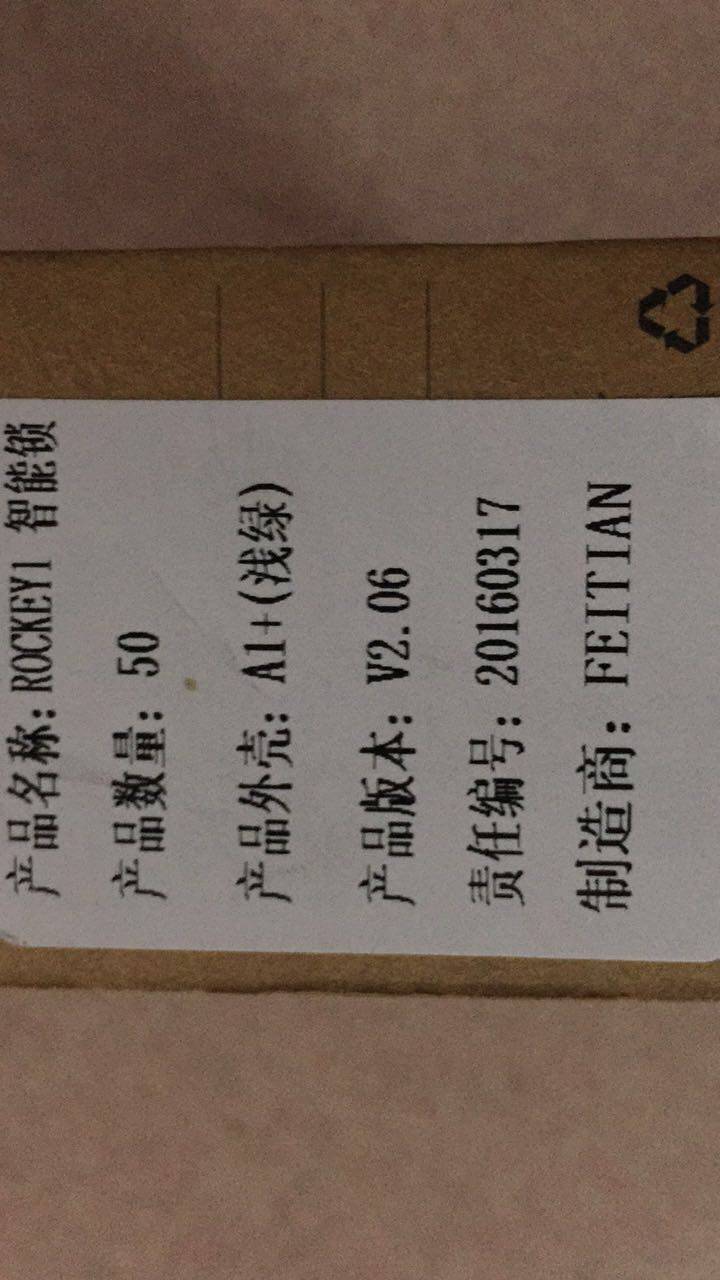 产品名称:ROCKEY1 智能锁
产品数量: 50
产品外壳: A1+(浅绿)
产品版本: V2.06
责任编号: 20160317
制造商: FEITIAN